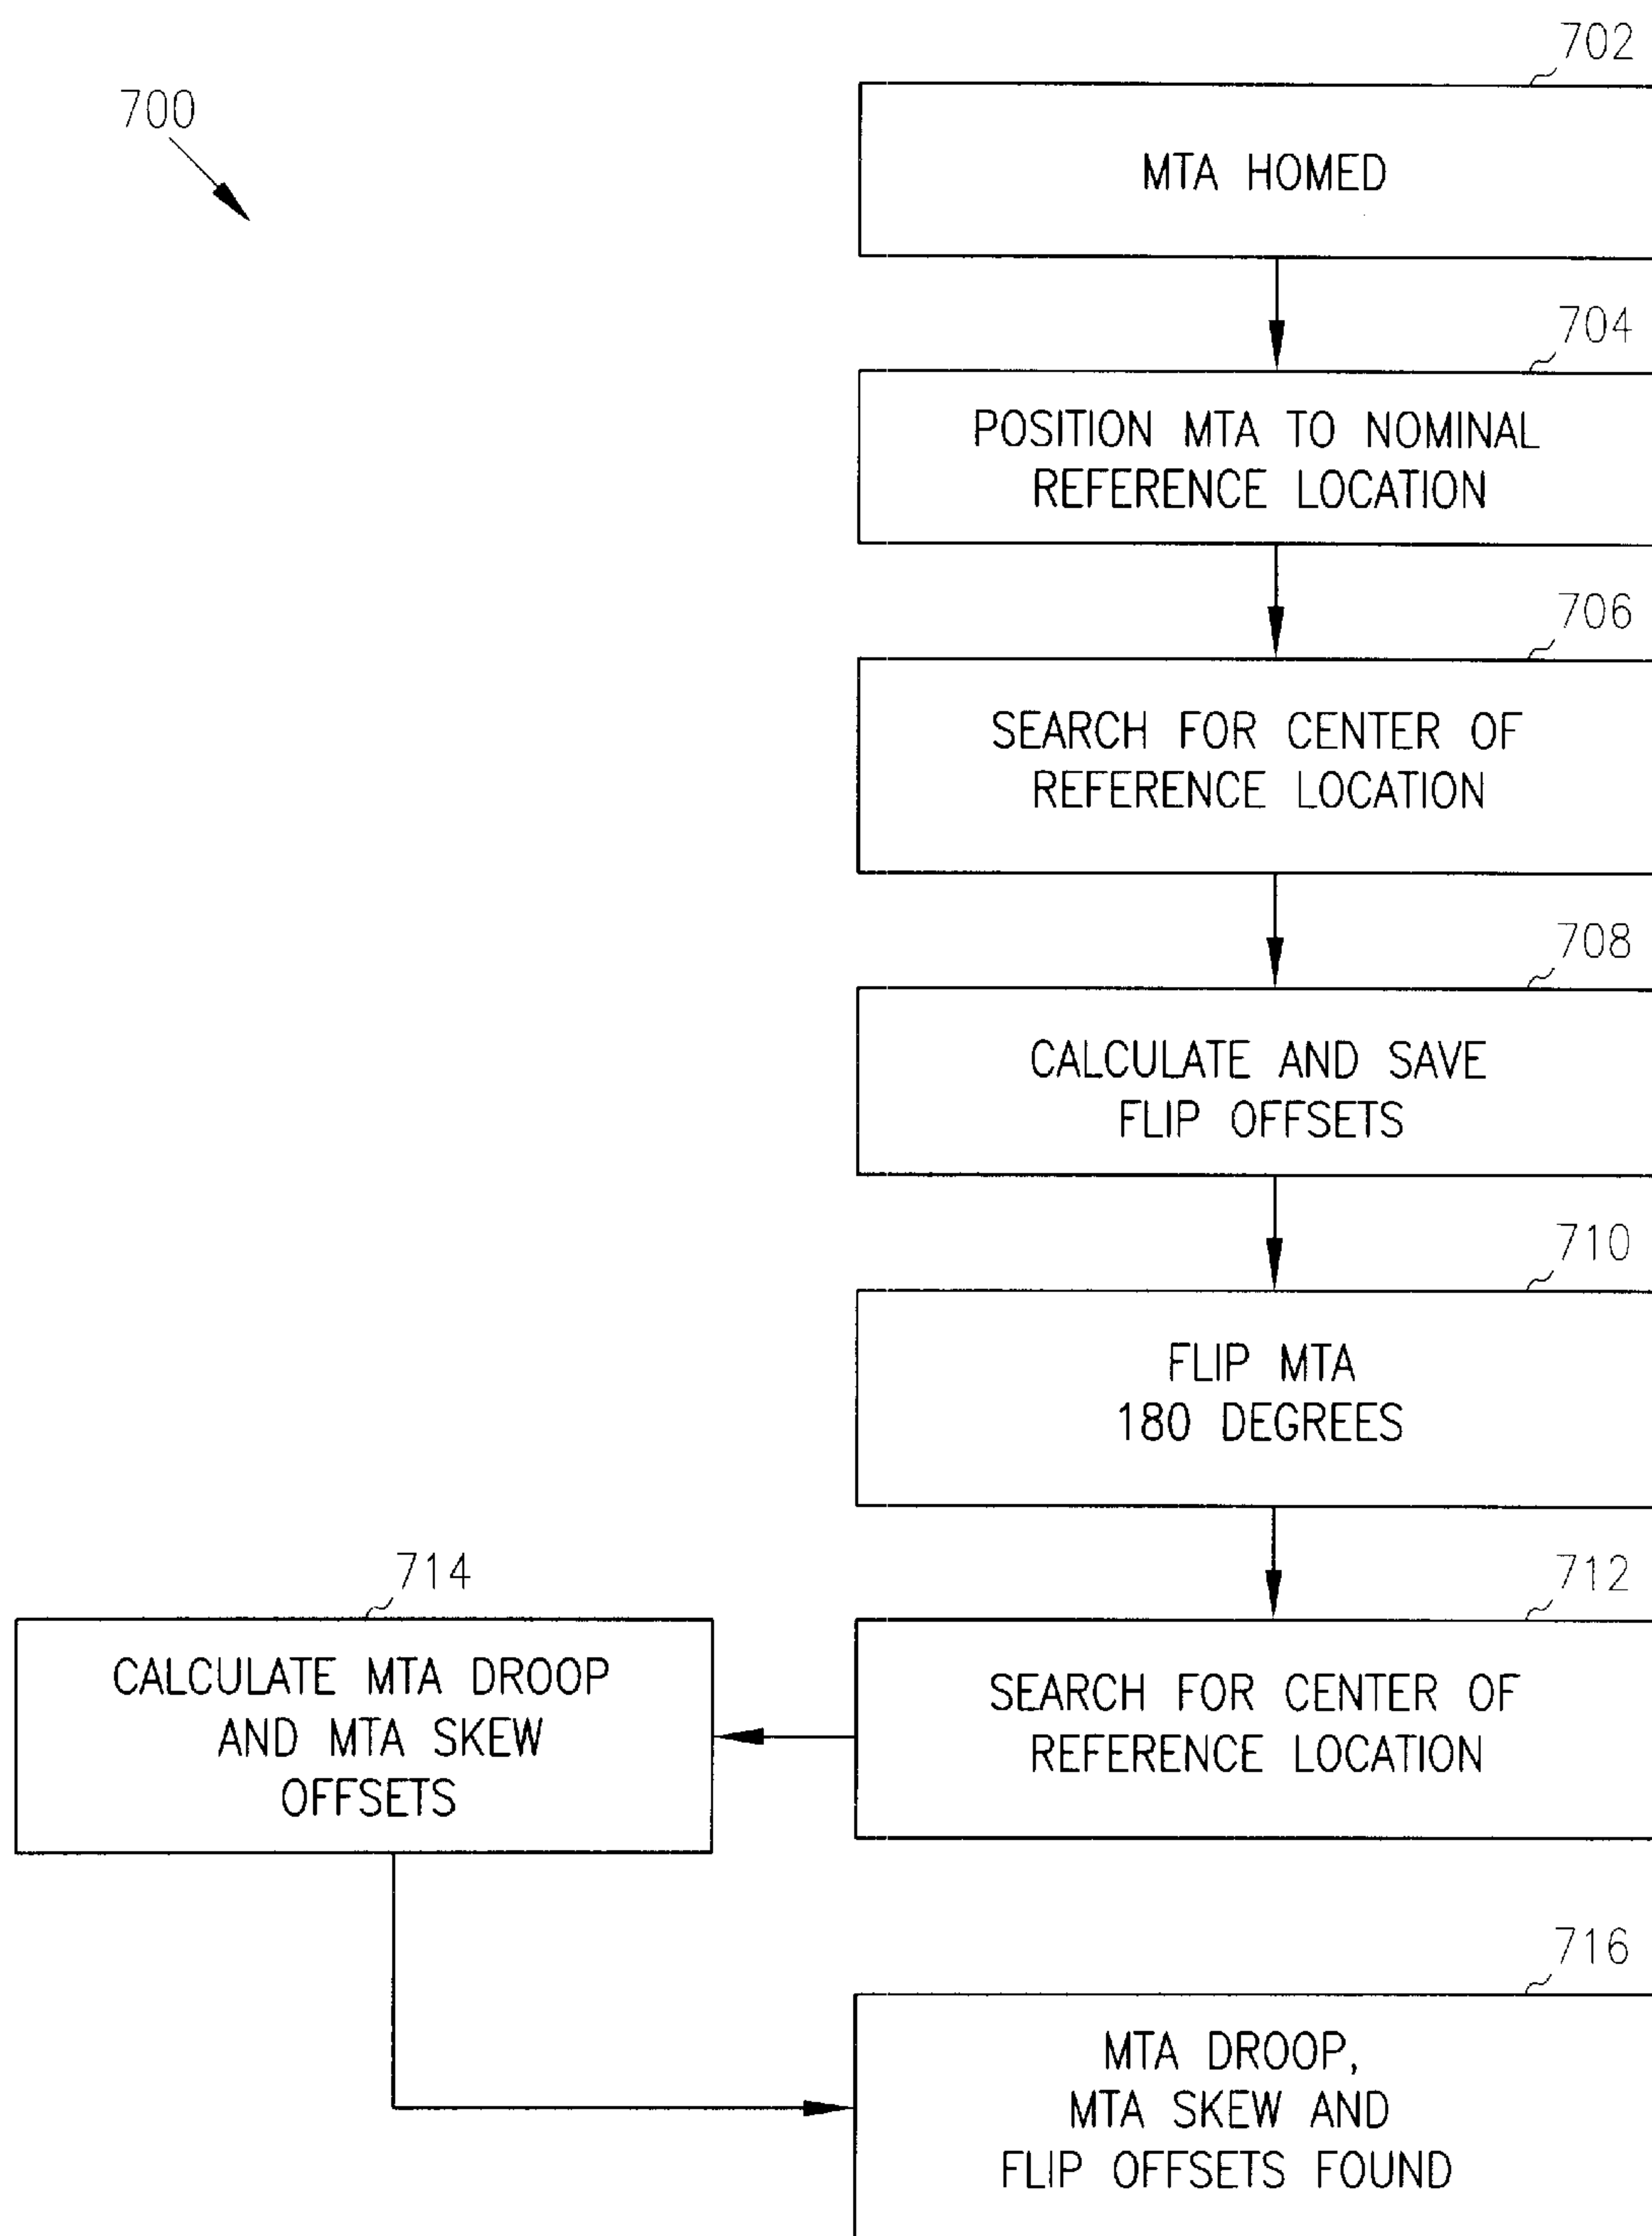 700
702
MTA HOMED
704
POSITION MTA TO NOMINAL
REFERENCE LOCATION
706
SEARCH FOR CENTER OF
REFERENCE LOCATION
708
CALCULATE AND SAVE
FLIP OFFSETS
710
FLIP MTA
180 DEGREES
712
SEARCH FOR CENTER OF
REFERENCE LOCATION
714
CALCULATE MTA DROOP
AND MTA SKEW
OFFSETS
716
MTA DROOP,
MTA SKEW AND
FLIP OFFSETS FOUND